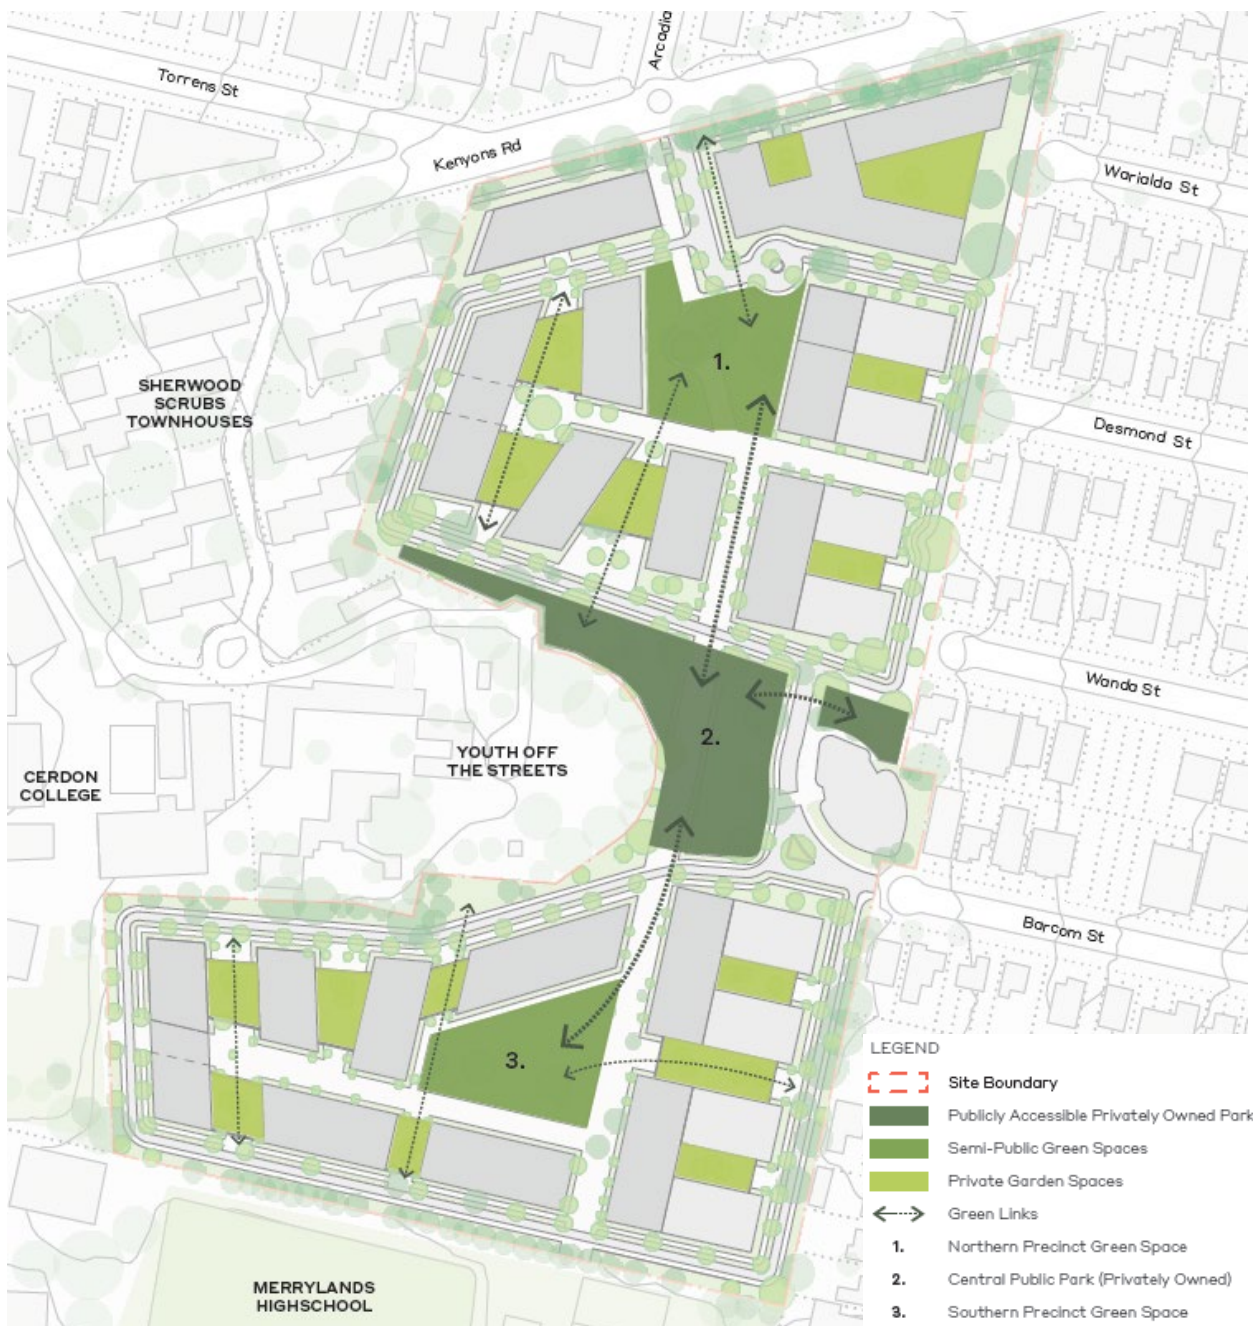 Arcadia
Torrens St
Kenyons Rd
Warialda St
1.
SHERWOOD
SCRUBS
TOWNHOUSES
Desmond St
Wanda St
2.
YOUTH OFF
THE STREETS
CERDON
COLLEGE
Barcom St
3.
MERRYLANDS
HIGHSCHOOL
LEGEND
Site Boundary
Publicly Accessible Privately Owned Park
Semi-Public Green Spaces
Private Garden Spaces
Green Links
1. Northern Precinct Green Space
2. Central Public Park (Privately Owned)
3. Southern Precinct Green Space